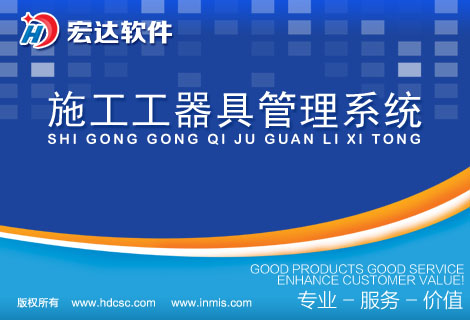 HD 宏达软件
施工工器具管理系统
SHI GONG GONG QI JU GUAN LI XI TONG
GOOD PRODUCTS GOOD SERVICE
ENHANCE CUSTOMER VALUE!
版权所有 www.hdcsc.com www.inmis.com
专业 – 服务 – 价值